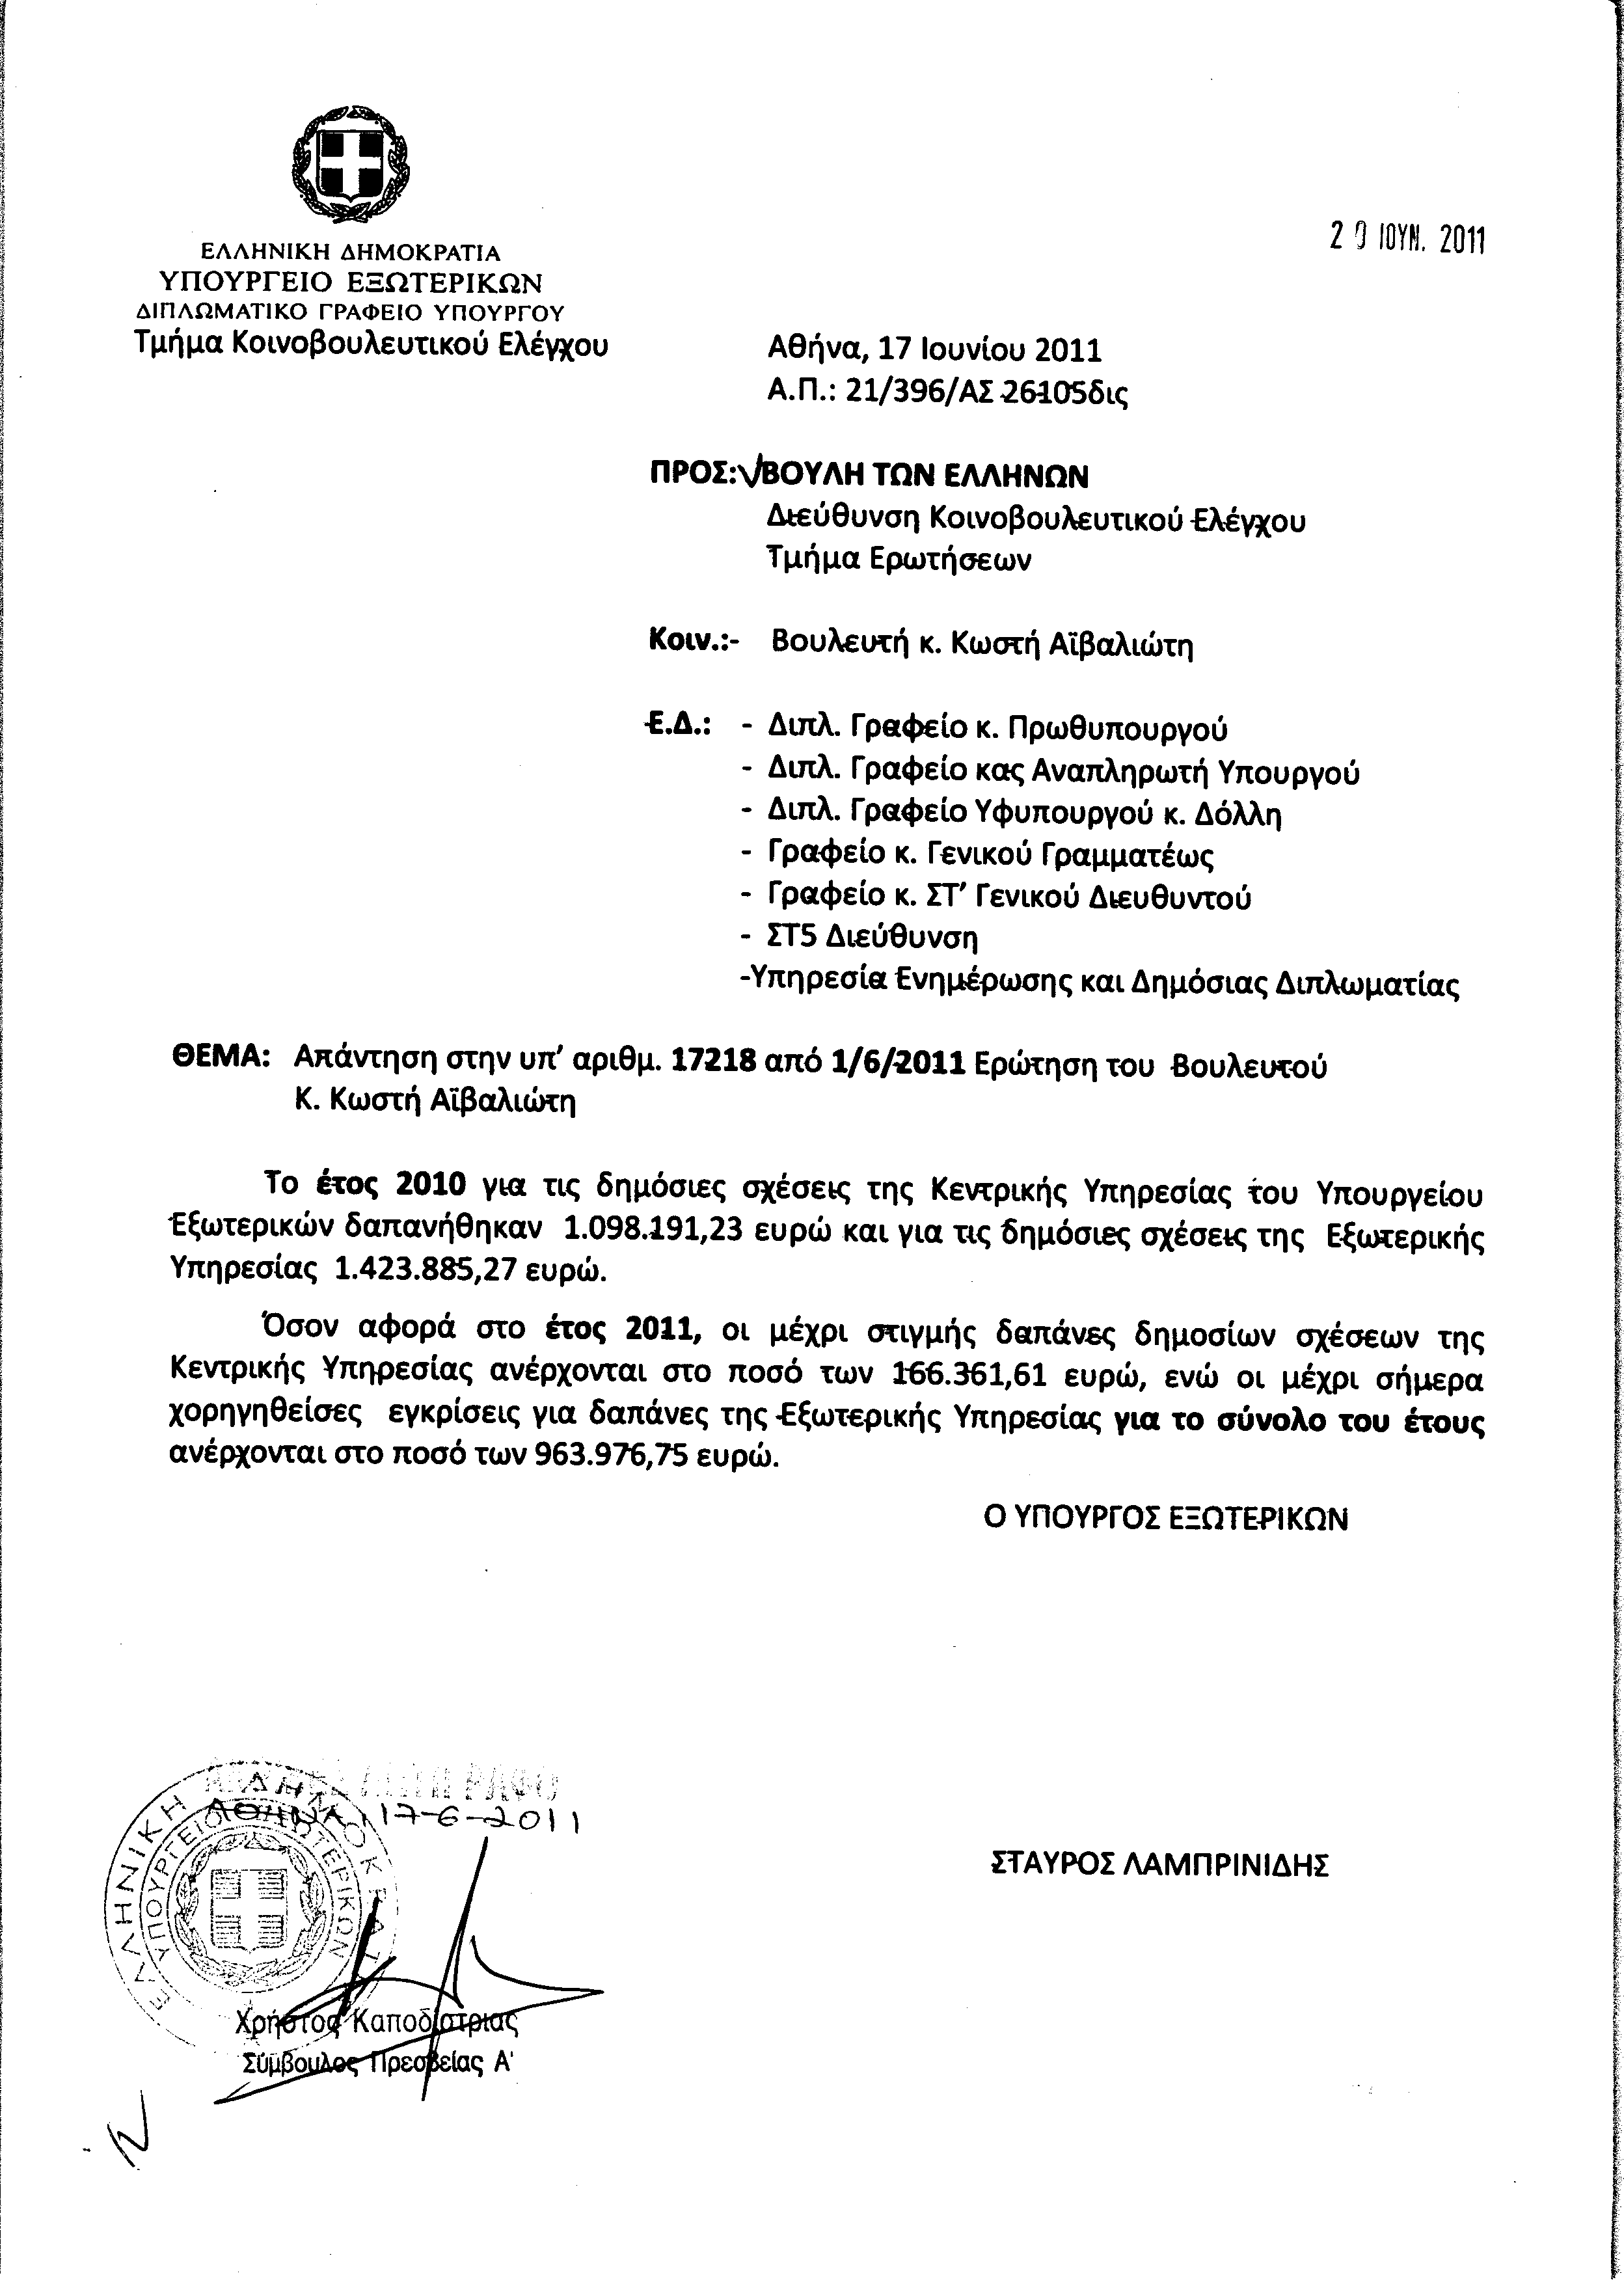 ΕΛΛΗΝΙΚΗ ΔΗΜΟΚΡΑΤΙΑ
ΥΠΟΥΡΓΕΙΟ ΕΞΩΤΕΡΙΚΩΝ
ΔΙΠΛΩΜΑΤΙΚΟ ΓΡΑΦΕΙΟ ΥΠΟΥΡΓΟΥ
Τμήμα Κοινοβουλευτικού Ελέγχου
20 ΙΟΥΝ. 2011
Αθήνα, 17 Ιουνίου 2011
Α.Π.: 21/396/ΑΣ 26105δις
ΠΡΟΣ: ΒΟΥΛΗ ΤΩΝ ΕΛΛΗΝΩΝ
Διεύθυνση Κοινοβουλευτικού Ελέγχου
Τμήμα Ερωτήσεων
Κοιν.:- Βουλευτή κ. Κωστή Αϊβαλιώτη
Ε.Δ.: - Διπλ. Γραφείο κ. Πρωθυπουργού
- Διπλ. Γραφείο κας Αναπληρωτή Υπουργού
- Διπλ. Γραφείο Υφυπουργού κ. Δόλλη
- Γραφείο κ. Γενικού Γραμματέως
- Γραφείο κ. ΣΤ’ Γενικού Διευθυντού
- ΣΤ5 Διεύθυνση
-Υπηρεσία Ενημέρωσης και Δημόσιας Διπλωματίας
ΘΕΜΑ: Απάντηση στην υπ’ αριθμ. 17218 από 1/6/2011 Ερώτηση του Βουλευτού
Κ. Κωστή Αϊβαλιώτη
Το έτος 2010 για τις δημόσιες σχέσεις της Κεντρικής Υπηρεσίας του Υπουργείου
Εξωτερικών δαπανήθηκαν 1.098.191,23 ευρώ και για τις δημόσιες σχέσεις της Εξωτερικής
Υπηρεσίας 1.423.885,27 ευρώ.
Όσον αφορά στο έτος 2011, οι μέχρι στιγμής δαπάνες δημοσίων σχέσεων της
Κεντρικής Υπηρεσίας ανέρχονται στο ποσό των 166.361,61 ευρώ, ενώ οι μέχρι σήμερα
χορηγηθείσες εγκρίσεις για δαπάνες της Εξωτερικής Υπηρεσίας για το σύνολο του έτους
ανέρχονται στο ποσό των 963.976,75 ευρώ.
Ο ΥΠΟΥΡΓΟΣ ΕΞΩΤΕΡΙΚΩΝ
ΣΤΑΥΡΟΣ ΛΑΜΠΡΙΝΙΔΗΣ
ΑΘΗΝΑ, 17-6-2011
ΕΛΛΗΝΙΚΗ ΔΗΜΟΚΡΑΤΙΑ
ΥΠΟΥΡΓΕΙΟ ΕΞΩΤΕΡΙΚΩΝ
Χρήστος Καποδίστριας
Σύμβουλος Πρεσβείας Α'